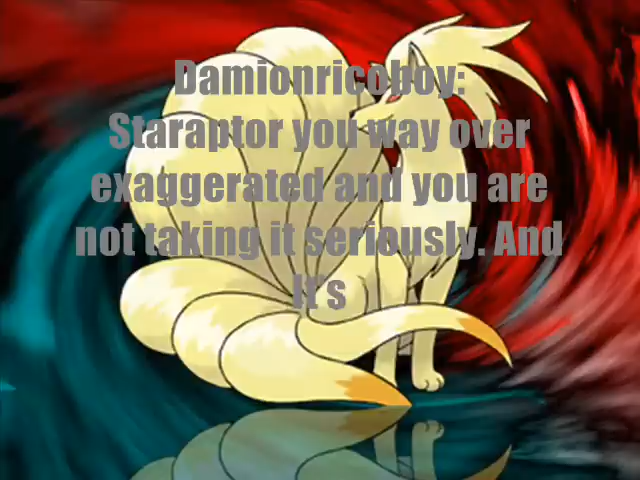 Damionricoboy:
Staraptor you way over
exaggerated and you are
not taking it seriously. And
It's